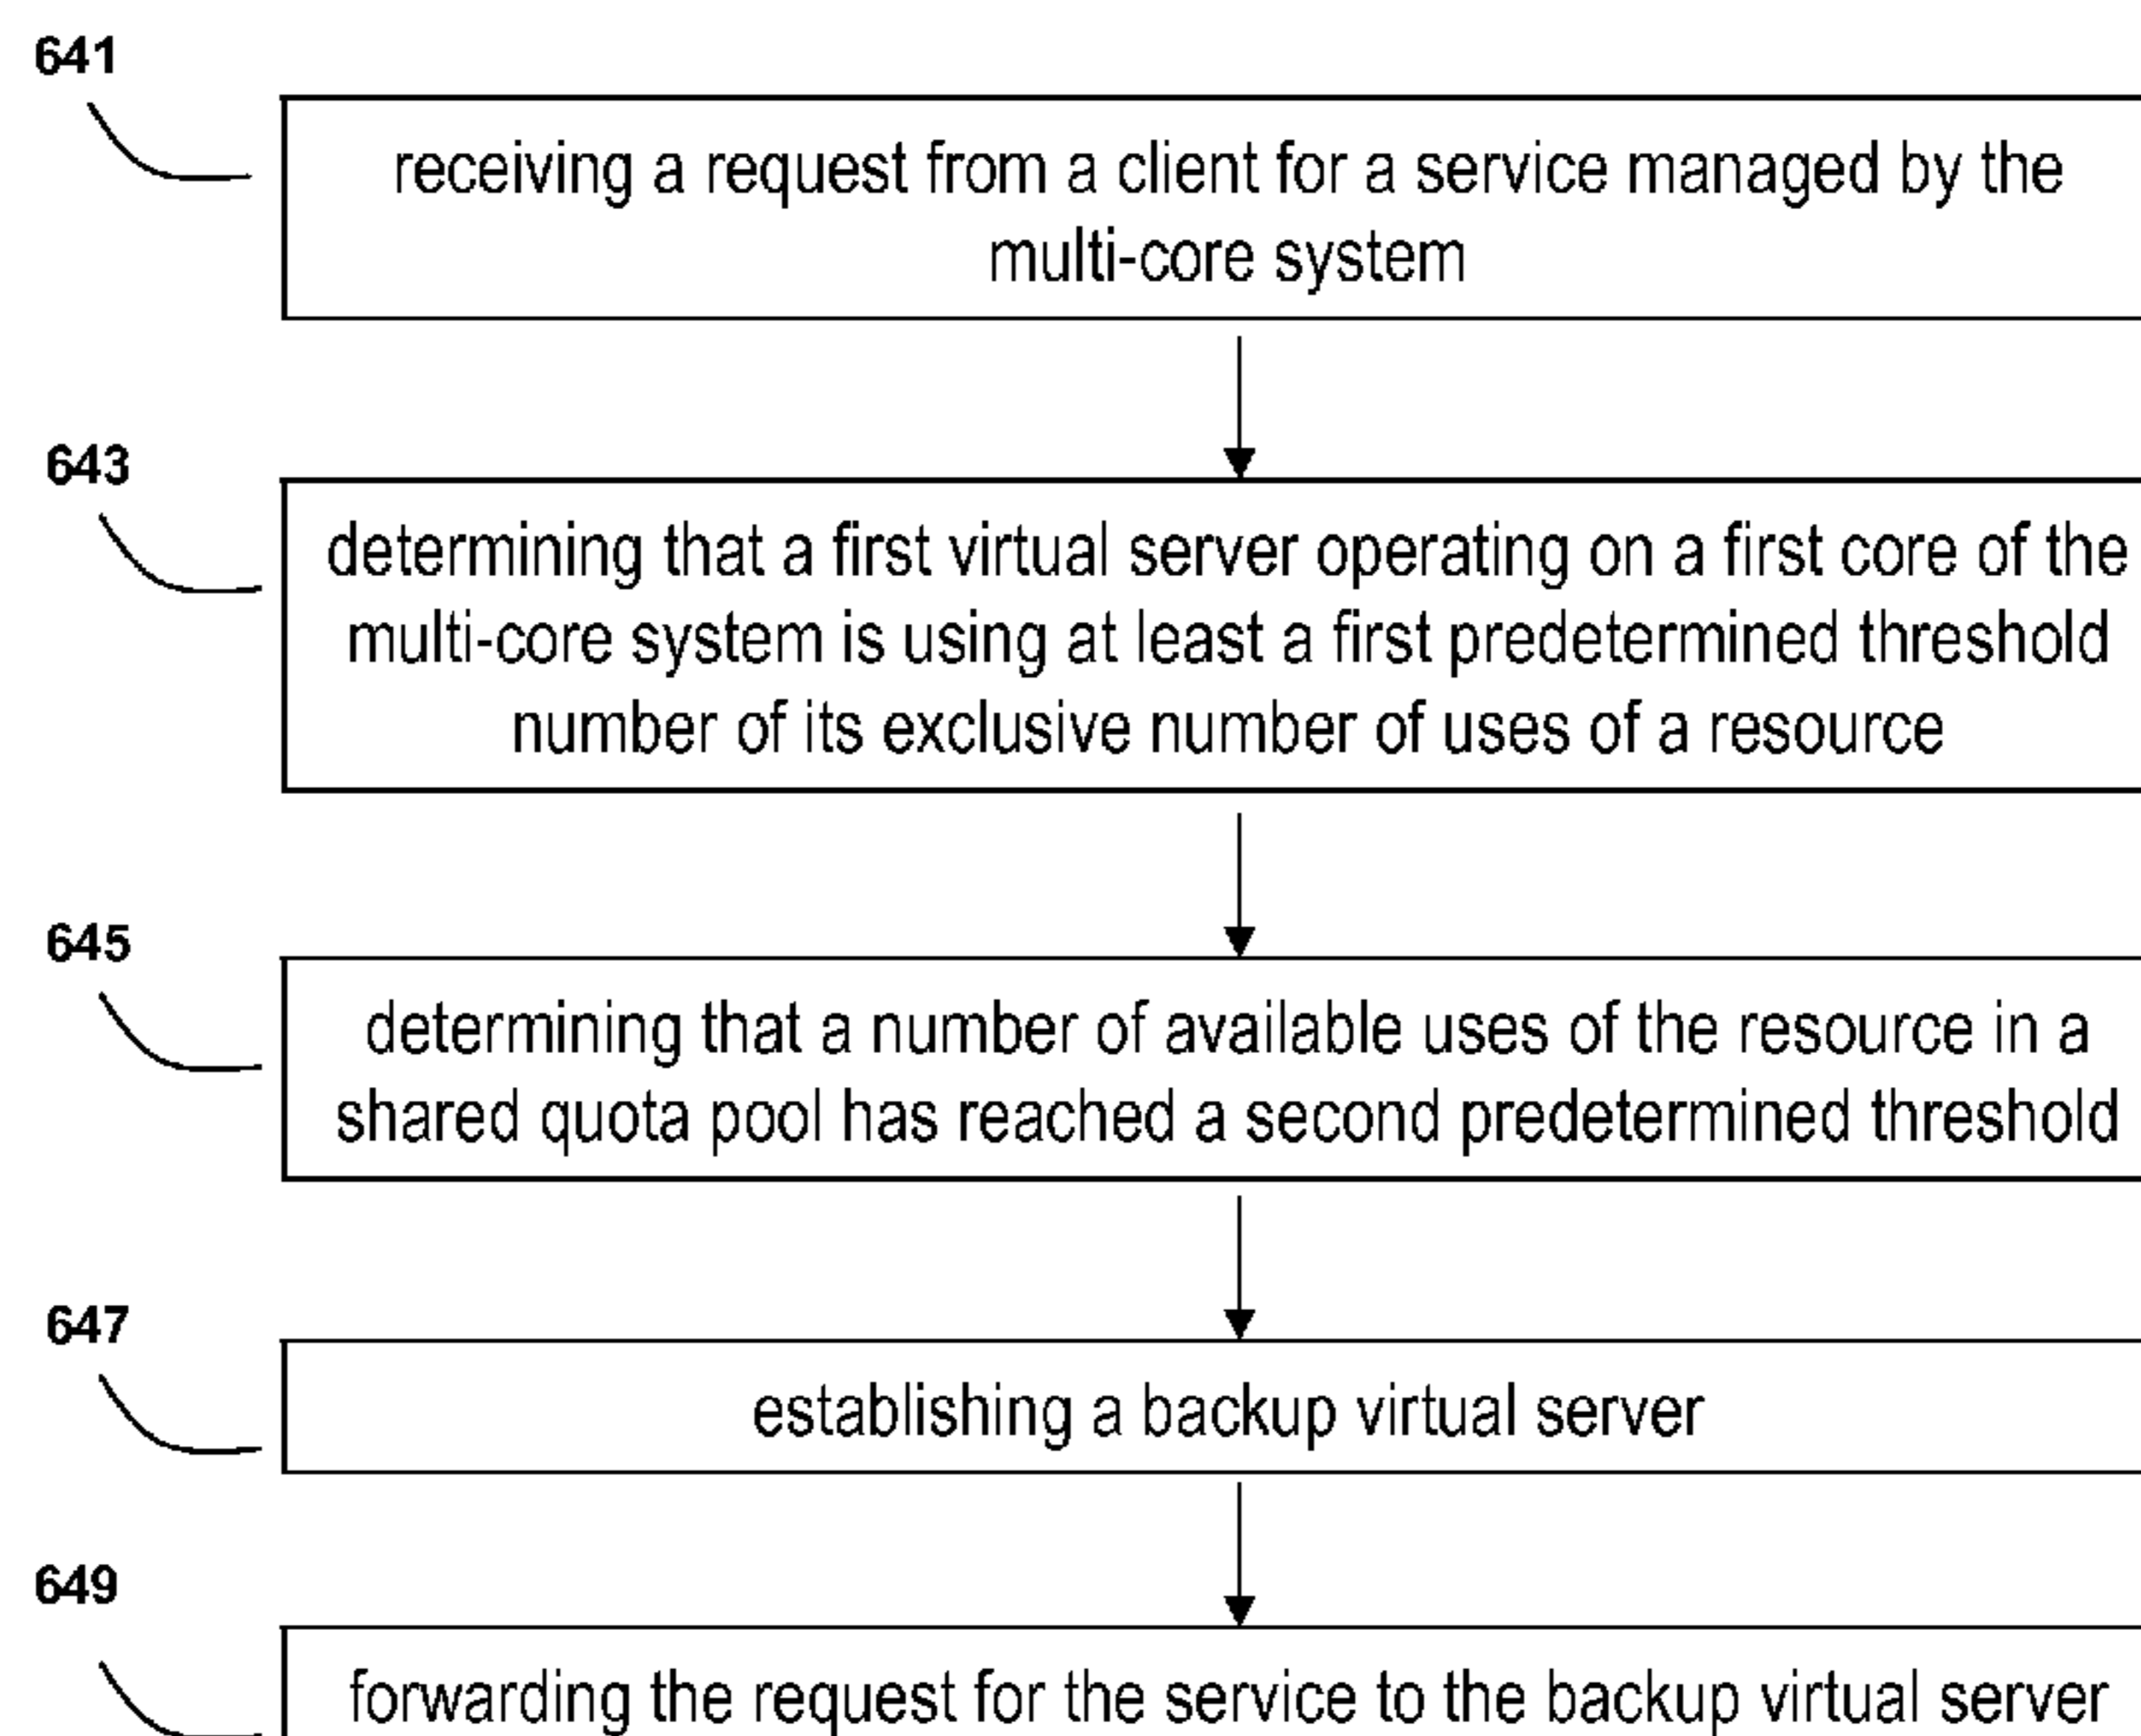 641
receiving a request from a client for a service managed by the
multi-core system
643
determining that a first virtual server operating on a first core of the
multi-core system is using at least a first predetermined threshold
number of its exclusive number of uses of a resource
645
determining that a number of available uses of the resource in a
shared quota pool has reached a second predetermined threshold
647
establishing a backup virtual server
649
forwarding the request for the service to the backup virtual server